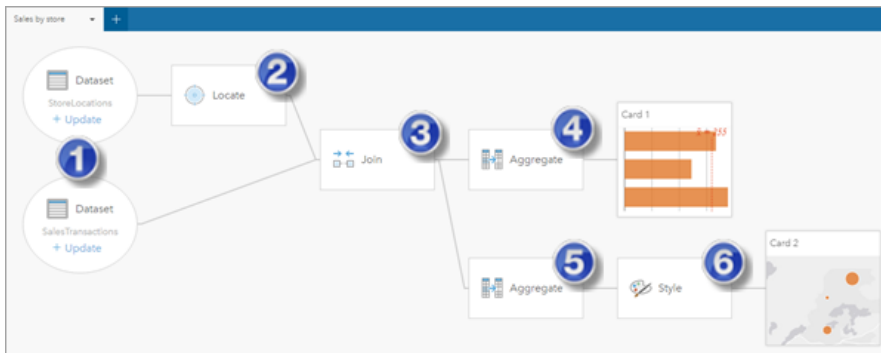 Sales by store
+
Dataset
StoreLocations
+ Update
2
Locate
1
Dataset
SalesTransactions
+ Update
3
Join
4
Aggregate
Card 1
5
Aggregate
6
Style
Card 2